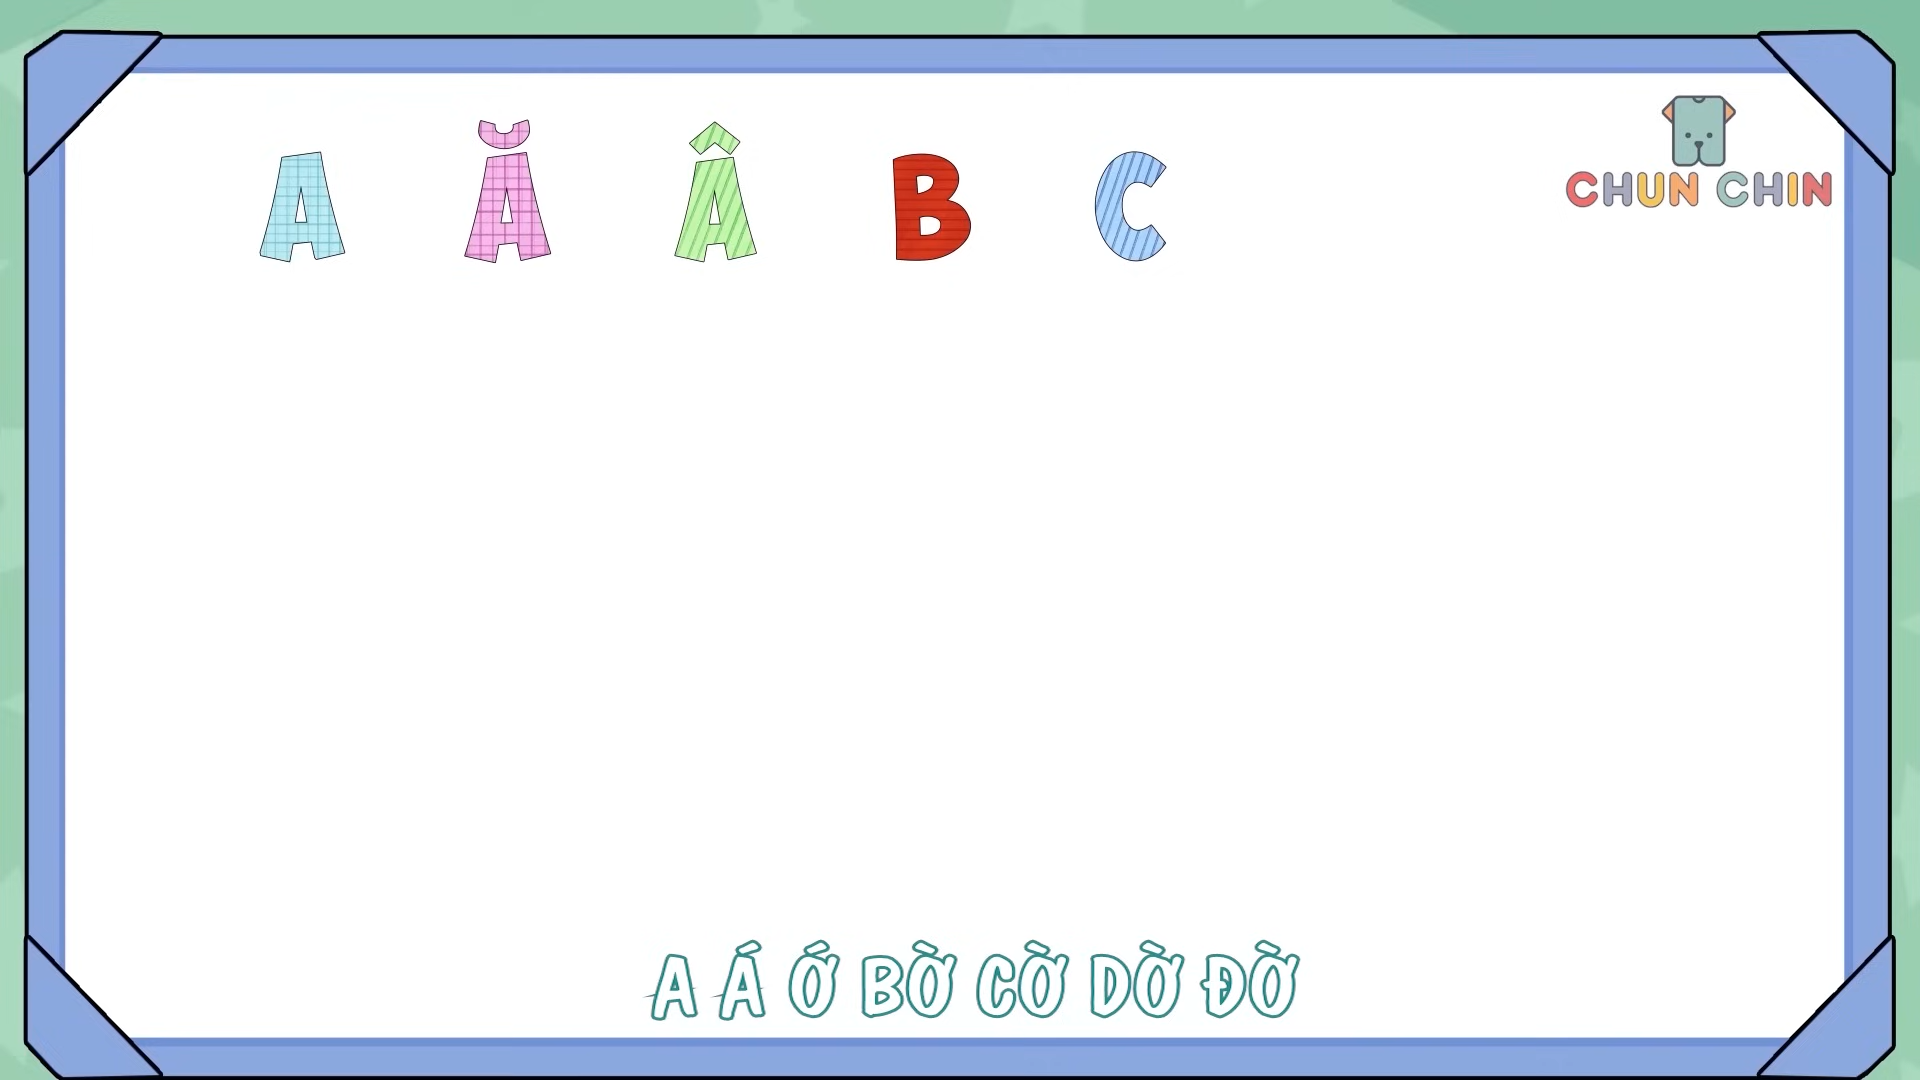 A Ă Â B C
CHUN CHIN
A Á Ớ BỜ CỜ DỜ ĐỜ